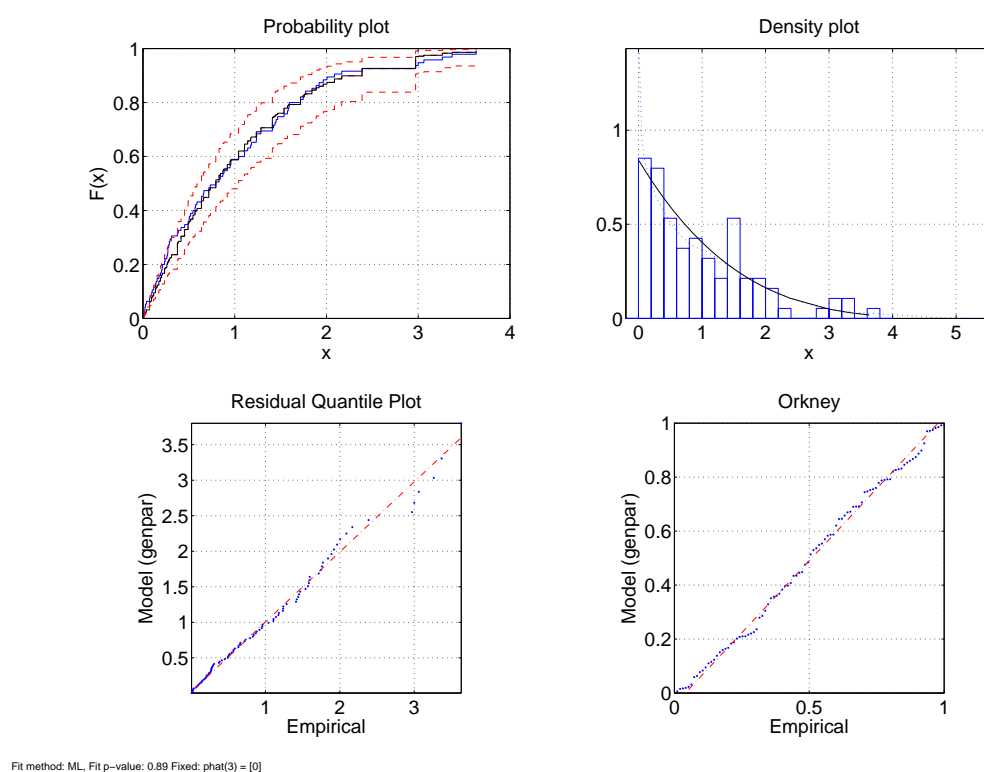 Probability plot
1
0.8
0.6
0.4
0.2
0
F(x)
0 1 2 3 4
x
Density plot
1
0.5
0
0 1 2 3 4 5
x
Residual Quantile Plot
3.5
3
2.5
2
1.5
1
0.5
Model (genpar)
1 2 3
Empirical
Orkney
1
0.8
0.6
0.4
0.2
0
Model (genpar)
0 0.5 1
Empirical
Fit method: ML, Fit p−value: 0.89 Fixed: phat(3) = [0]